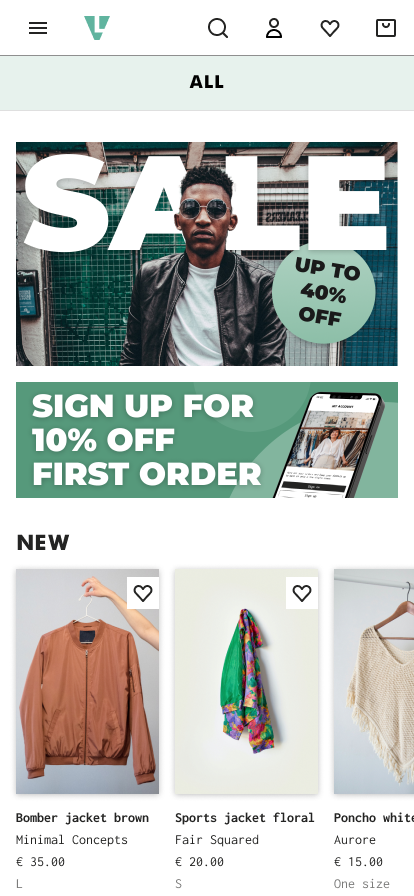 ALL
SALE
UP TO
40%
OFF
SIGN UP FOR
10% OFF
FIRST ORDER
MY ACCOUNT
Sign in
Sign up
NEW
Bomber jacket brown
Minimal Concepts
€ 35.00
L
Sports jacket floral
Fair Squared
€ 20.00
S
Poncho white
Aurore
€ 15.00
One size